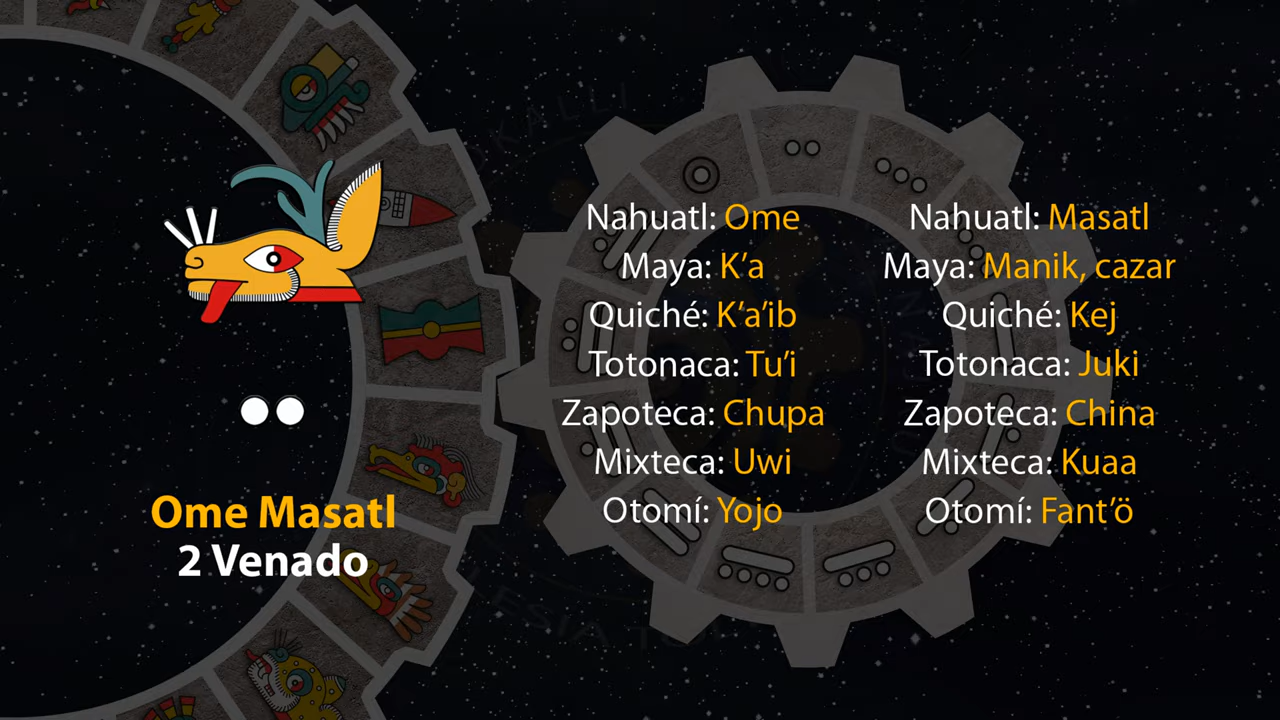 Nahuatl: Ome
Maya: K’a
Quiché: K’a’ib
Totonaca: Tu’i
Zapoteca: Chupa
Mixteca: Uwi
Otomí: Yojo
Nahuatl: Masatl
Maya: Manik, cazar
Quiché: Kej
Totonaca: Juki
Zapoteca: China
Mixteca: Kuaa
Otomí: Fant’ö
Ome Masatl
2 Venado